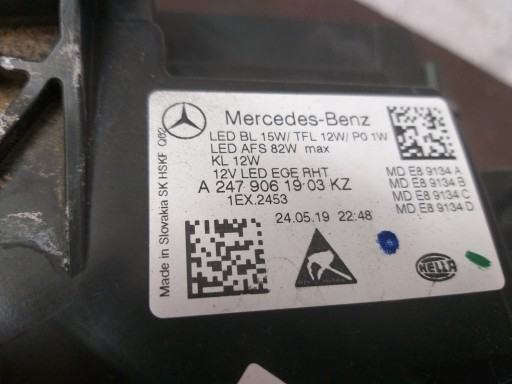 Mercedes-Benz
LED BL 15W/ TFL 12W/ PO 1W
LED AFS 82W max
KL 12W
12V LED EGE RHT
A 247 906 19 03 KZ
1EX.2453
24.05.19 22:48
MD E8 9134 A
MD E8 9134 B
MD E8 9134 C
MD E8 9134 D
Made in Slovakia SK HSKF Q62
HELLA